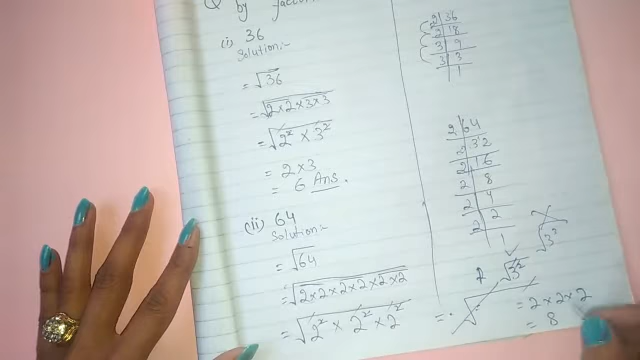 Q by factor
(i) 36
Solution:-
= √36
= √2×2×3×3
= √2² × 3²
= 2×3
= 6 Ans.
(ii) 64
Solution:-
= √64
= √2×2×2×2×2×2
= √2² × 2² × 2²
2 36
2 18
3 9
3 3
1
2 64
2 32
2 16
2 8
2 4
2 2
1
√3²
√3²
= 2×2×2
= 8